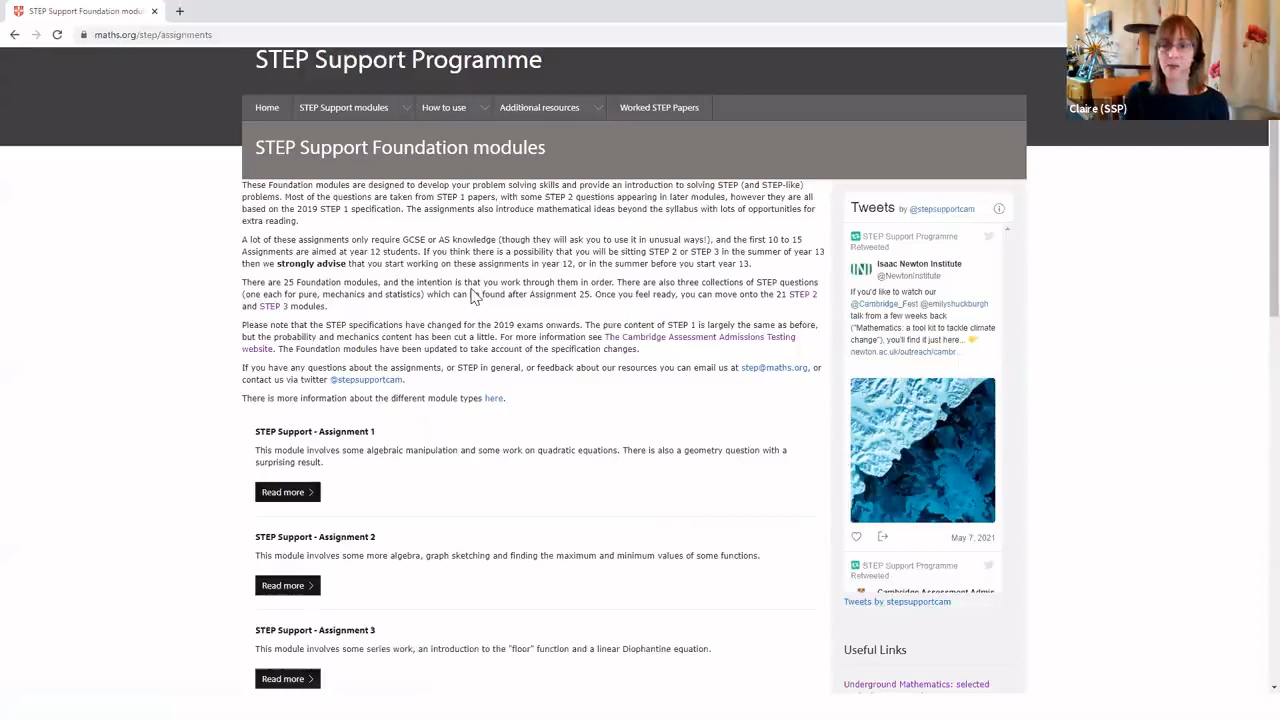 STEP Support Foundation modu
maths.org/step/assignments
Claire (SSP)
STEP Support Programme
Home STEP Support modules How to use Additional resources Worked STEP Papers
STEP Support Foundation modules
These Foundation modules are designed to develop your problem solving skills and provide an introduction to solving STEP (and STEP-like)
problems. Most of the questions are taken from STEP 1 papers, with some STEP 2 questions appearing in later modules, however they are all
based on the 2019 STEP 1 specification. The assignments also introduce mathematical ideas beyond the syllabus with lots of opportunities for
extra reading.
A lot of these assignments only require GCSE or AS knowledge (though they will ask you to use it in unusual ways!), and the first 10 to 15
Assignments are aimed at year 12 students. If you think there is a possibility that you will be sitting STEP 2 or STEP 3 in the summer of year 13
then we strongly advise that you start working on these assignments in year 12, or in the summer before you start year 13.
There are 25 Foundation modules, and the intention is that you work through them in order. There are also three collections of STEP questions
(one each for pure, mechanics and statistics) which can be found after Assignment 25. Once you feel ready, you can move onto the 21 STEP 2
and STEP 3 modules.
Please note that the STEP specifications have changed for the 2019 exams onwards. The pure content of STEP 1 is largely the same as before,
but the probability and mechanics content has been cut a little. For more information see The Cambridge Assessment Admissions Testing
website. The Foundation modules have been updated to take account of the specification changes.
If you have any questions about the assignments, or STEP in general, or feedback about our resources you can email us at step@maths.org, or
contact us via twitter @stepsupportcam.
There is more information about the different module types here.
STEP Support - Assignment 1
This module involves some algebraic manipulation and some work on quadratic equations. There is also a geometry question with a
surprising result.
Read more
STEP Support - Assignment 2
This module involves some more algebra, graph sketching and finding the maximum and minimum values of some functions.
Read more
STEP Support - Assignment 3
This module involves some series work, an introduction to the "floor" function and a linear Diophantine equation.
Read more
Tweets by @stepsupportcam
STEP Support Programme
Retweeted
Isaac Newton Institute
@NewtonInstitute
If you'd like to watch our
@Cambridge_Fest @emilyshuckburgh
talk from a few weeks back
("Mathematics: a tool kit to tackle climate
change"), you'll find it just here...
newton.ac.uk/outreach/cambr...
May 7, 2021
STEP Support Programme
Retweeted
Cambridge Assessment Admis
Tweets by stepsupportcam
Useful Links
Underground Mathematics: selected